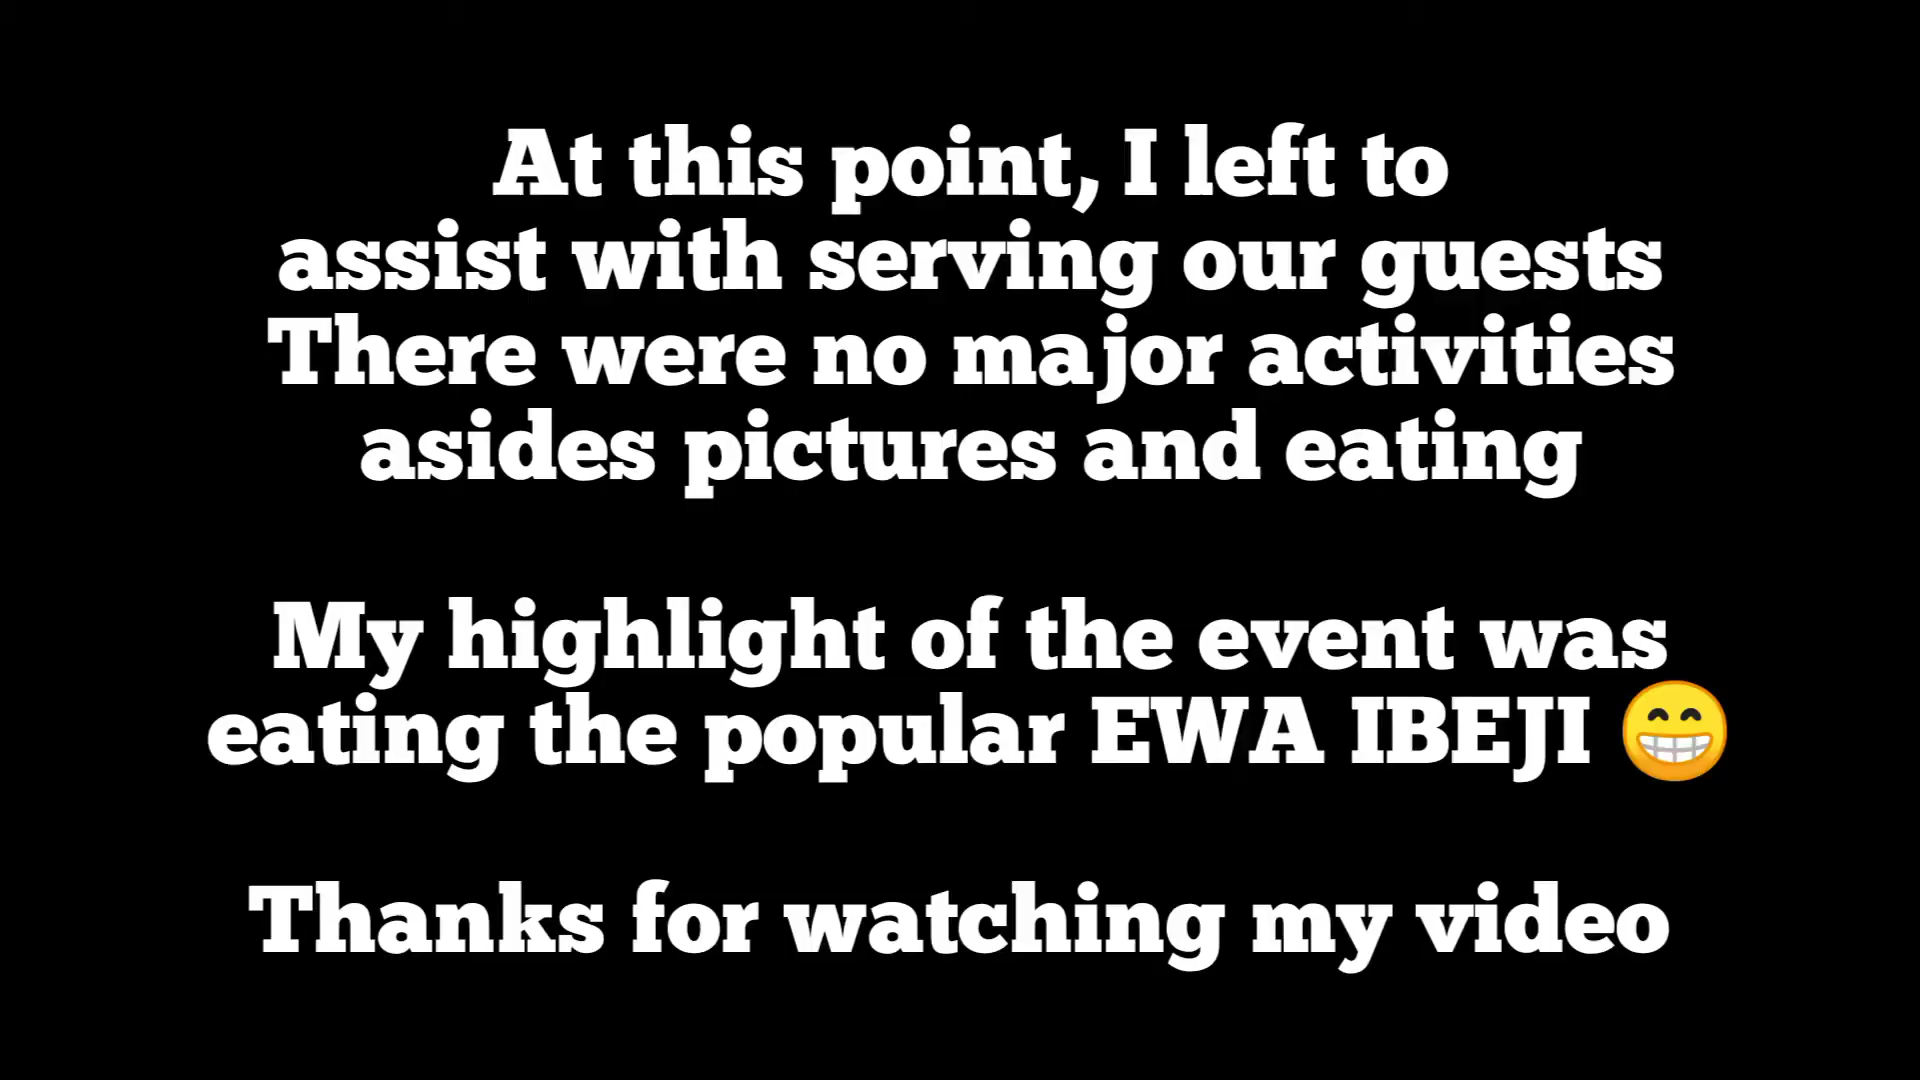 At this point, I left to
assist with serving our guests
There were no major activities
asides pictures and eating
My highlight of the event was
eating the popular EWA IBEJI 😁
Thanks for watching my video